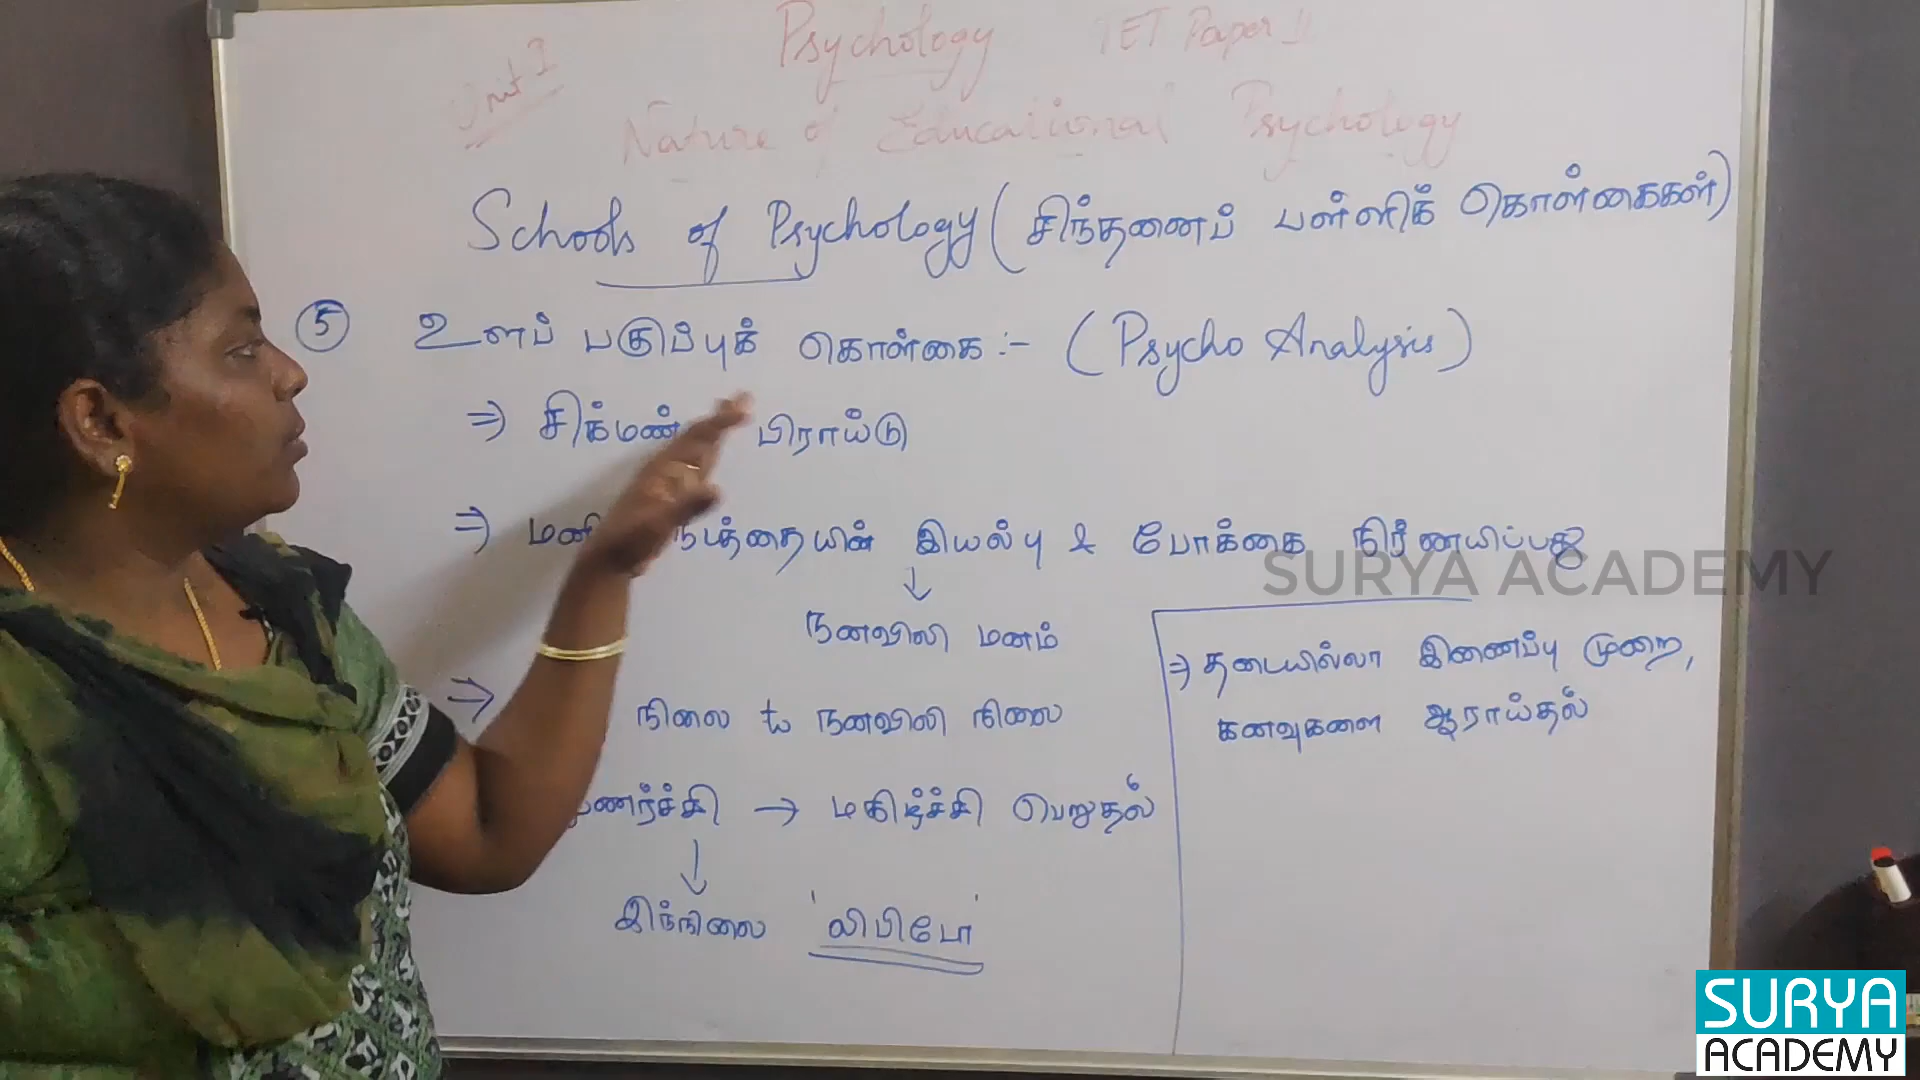 Psychology TET Paper II
Unit I
Nature of Educational Psychology
Schools of Psychology (சிந்தனைப் பள்ளிக் கொள்கைகள்)
⑤ உளப் பகுப்புக் கொள்கை :- (Psycho Analysis)
⇒ சிக்மண் பிராய்டு
⇒ நடத்தையின் இயல்பு & போக்கை நிர்ணயிப்பது
↓
நனவிலி மனம்
⇒ நிலை to நனவிலி நிலை
→ மகிழ்ச்சி பெறுதல்
↓
இந்நிலை 'லிபிடோ'
⇒ தடையில்லா இணைப்பு முறை,
கனவுகளை ஆராய்தல்
SURYA ACADEMY
SURYA
ACADEMY